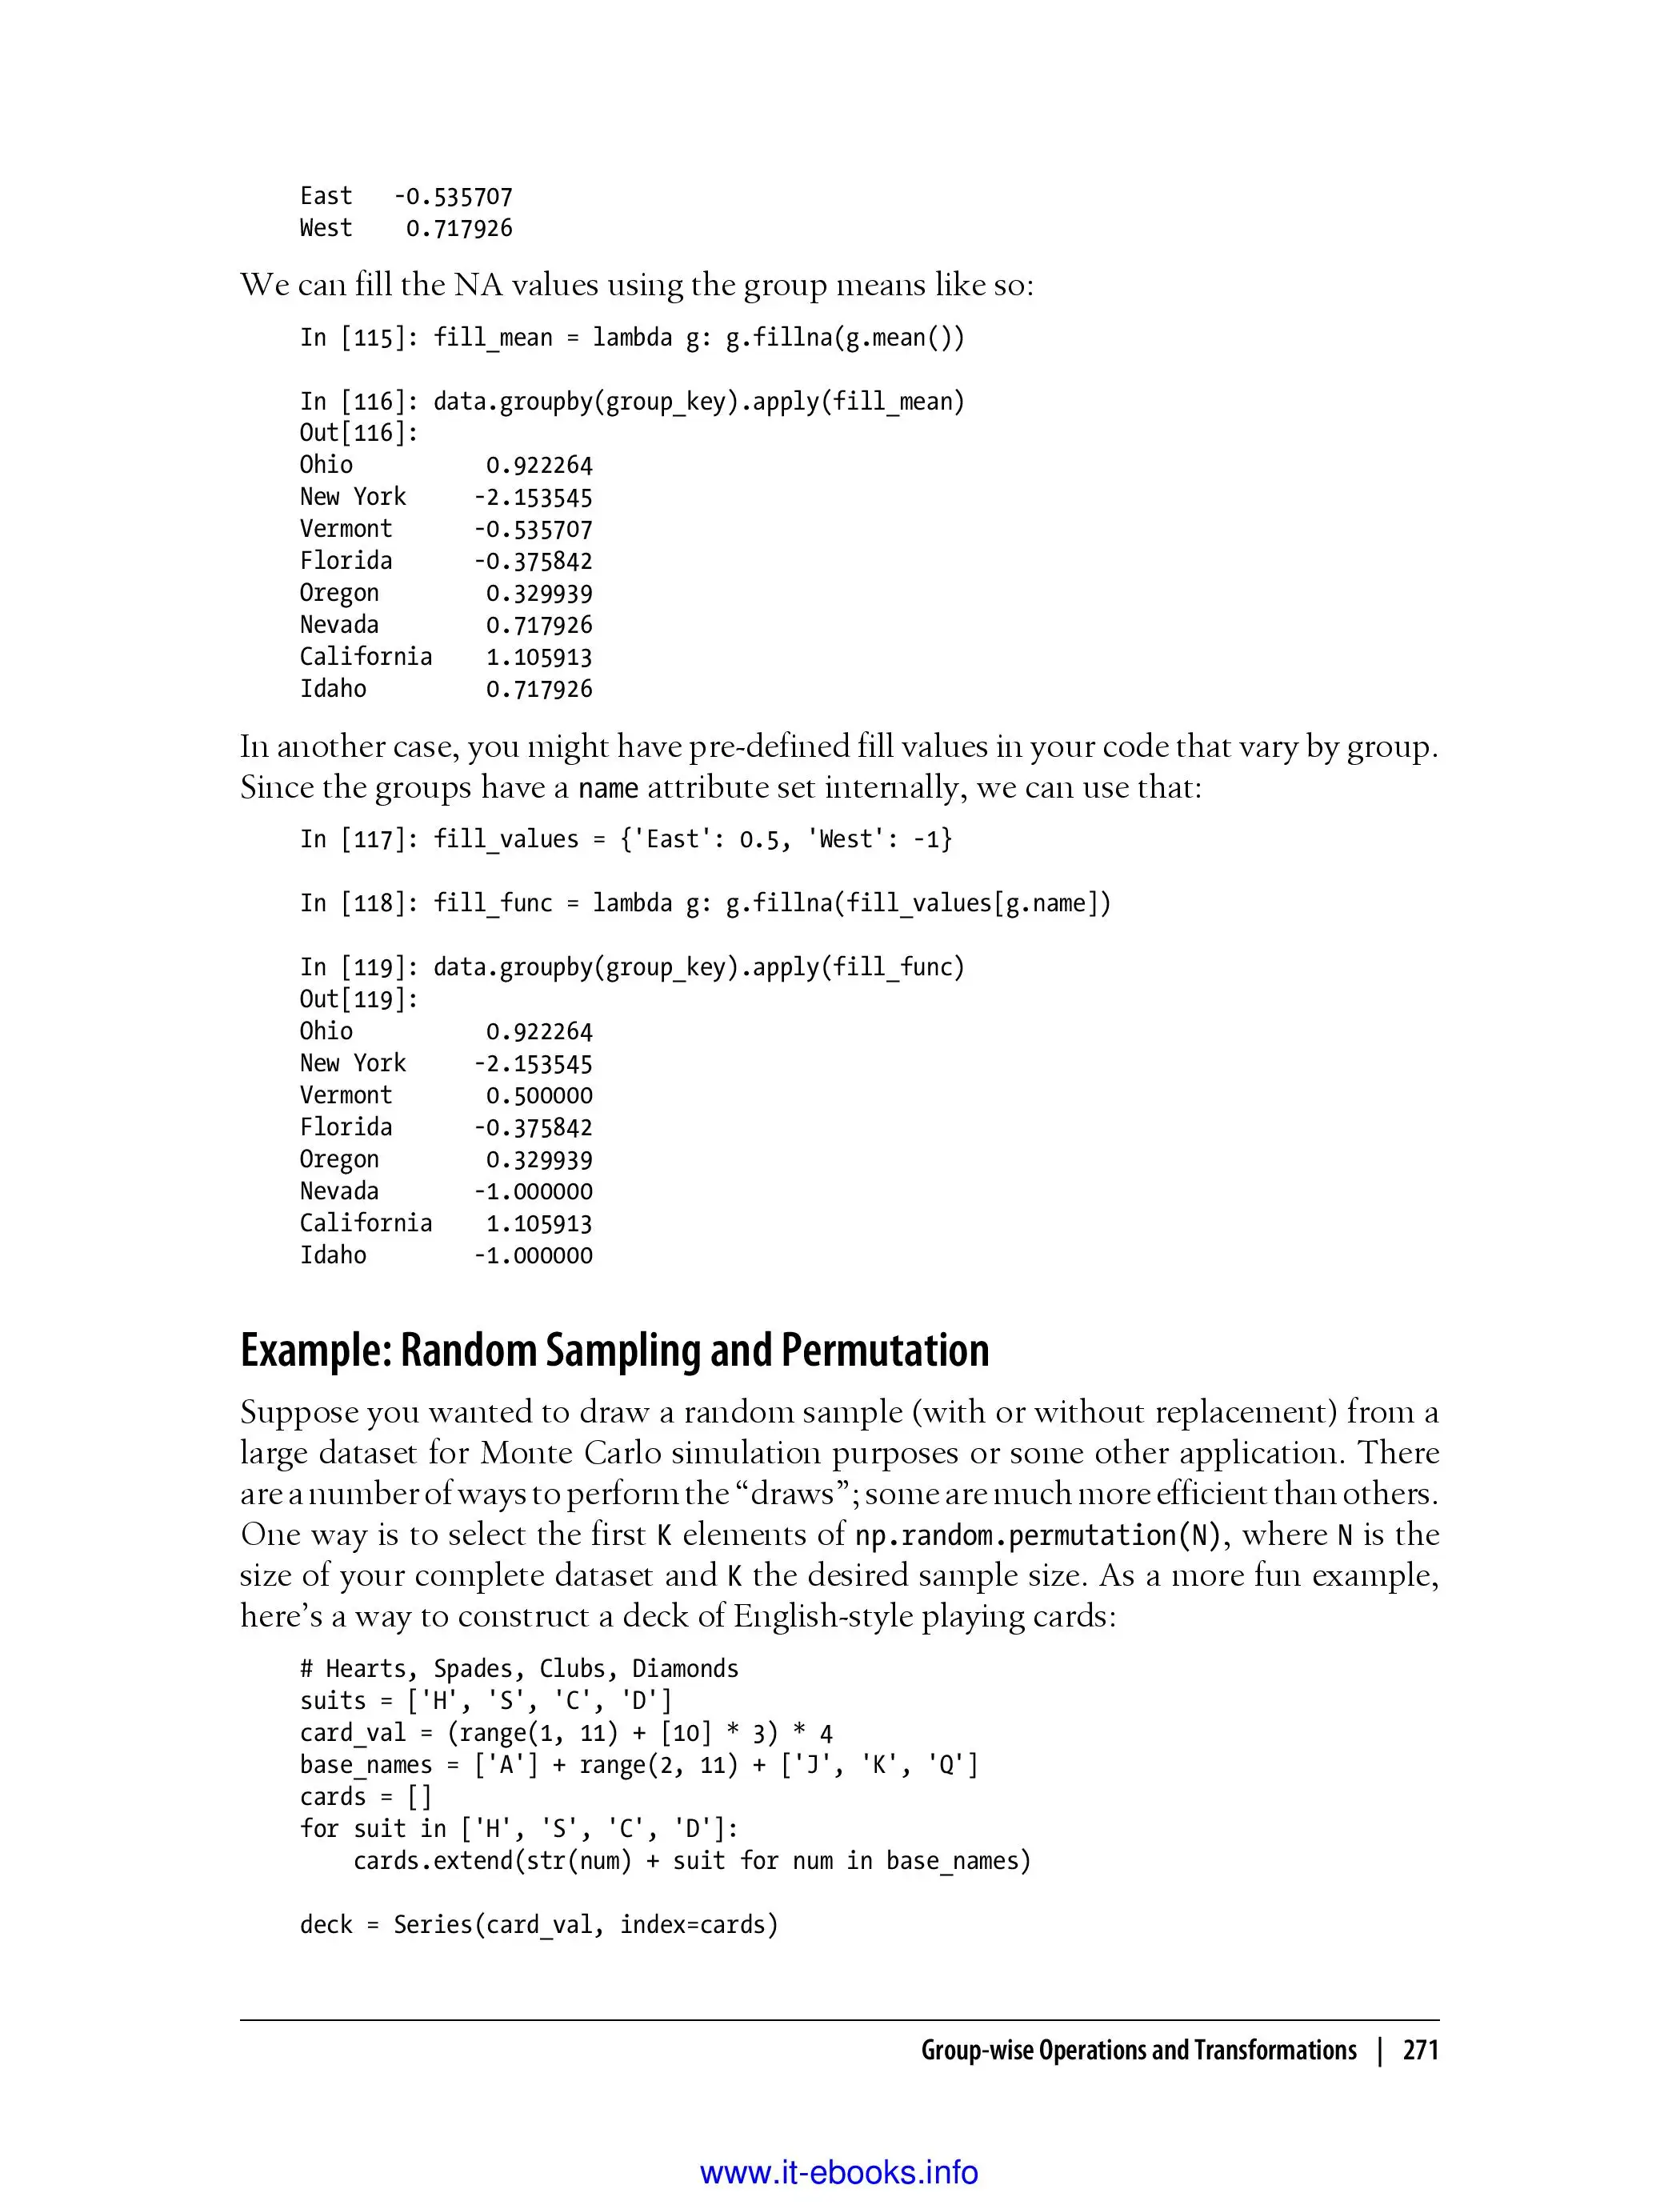 East   -0.535707
West    0.717926
We can fill the NA values using the group means like so:
In [115]: fill_mean = lambda g: g.fillna(g.mean())
In [116]: data.groupby(group_key).apply(fill_mean)
Out[116]:
Ohio          0.922264
New York     -2.153545
Vermont      -0.535707
Florida      -0.375842
Oregon        0.329939
Nevada        0.717926
California    1.105913
Idaho         0.717926
In another case, you might have pre-defined fill values in your code that vary by group.
Since the groups have a name attribute set internally, we can use that:
In [117]: fill_values = {'East': 0.5, 'West': -1}
In [118]: fill_func = lambda g: g.fillna(fill_values[g.name])
In [119]: data.groupby(group_key).apply(fill_func)
Out[119]:
Ohio          0.922264
New York     -2.153545
Vermont       0.500000
Florida      -0.375842
Oregon        0.329939
Nevada       -1.000000
California    1.105913
Idaho        -1.000000
Example: Random Sampling and Permutation
Suppose you wanted to draw a random sample (with or without replacement) from a
large dataset for Monte Carlo simulation purposes or some other application. There
are a number of ways to perform the “draws”; some are much more efficient than others.
One way is to select the first K elements of np.random.permutation(N), where N is the
size of your complete dataset and K the desired sample size. As a more fun example,
here’s a way to construct a deck of English-style playing cards:
# Hearts, Spades, Clubs, Diamonds
suits = ['H', 'S', 'C', 'D']
card_val = (range(1, 11) + [10] * 3) * 4
base_names = ['A'] + range(2, 11) + ['J', 'K', 'Q']
cards = []
for suit in ['H', 'S', 'C', 'D']:
    cards.extend(str(num) + suit for num in base_names)
deck = Series(card_val, index=cards)
Group-wise Operations and Transformations | 271
www.it-ebooks.info